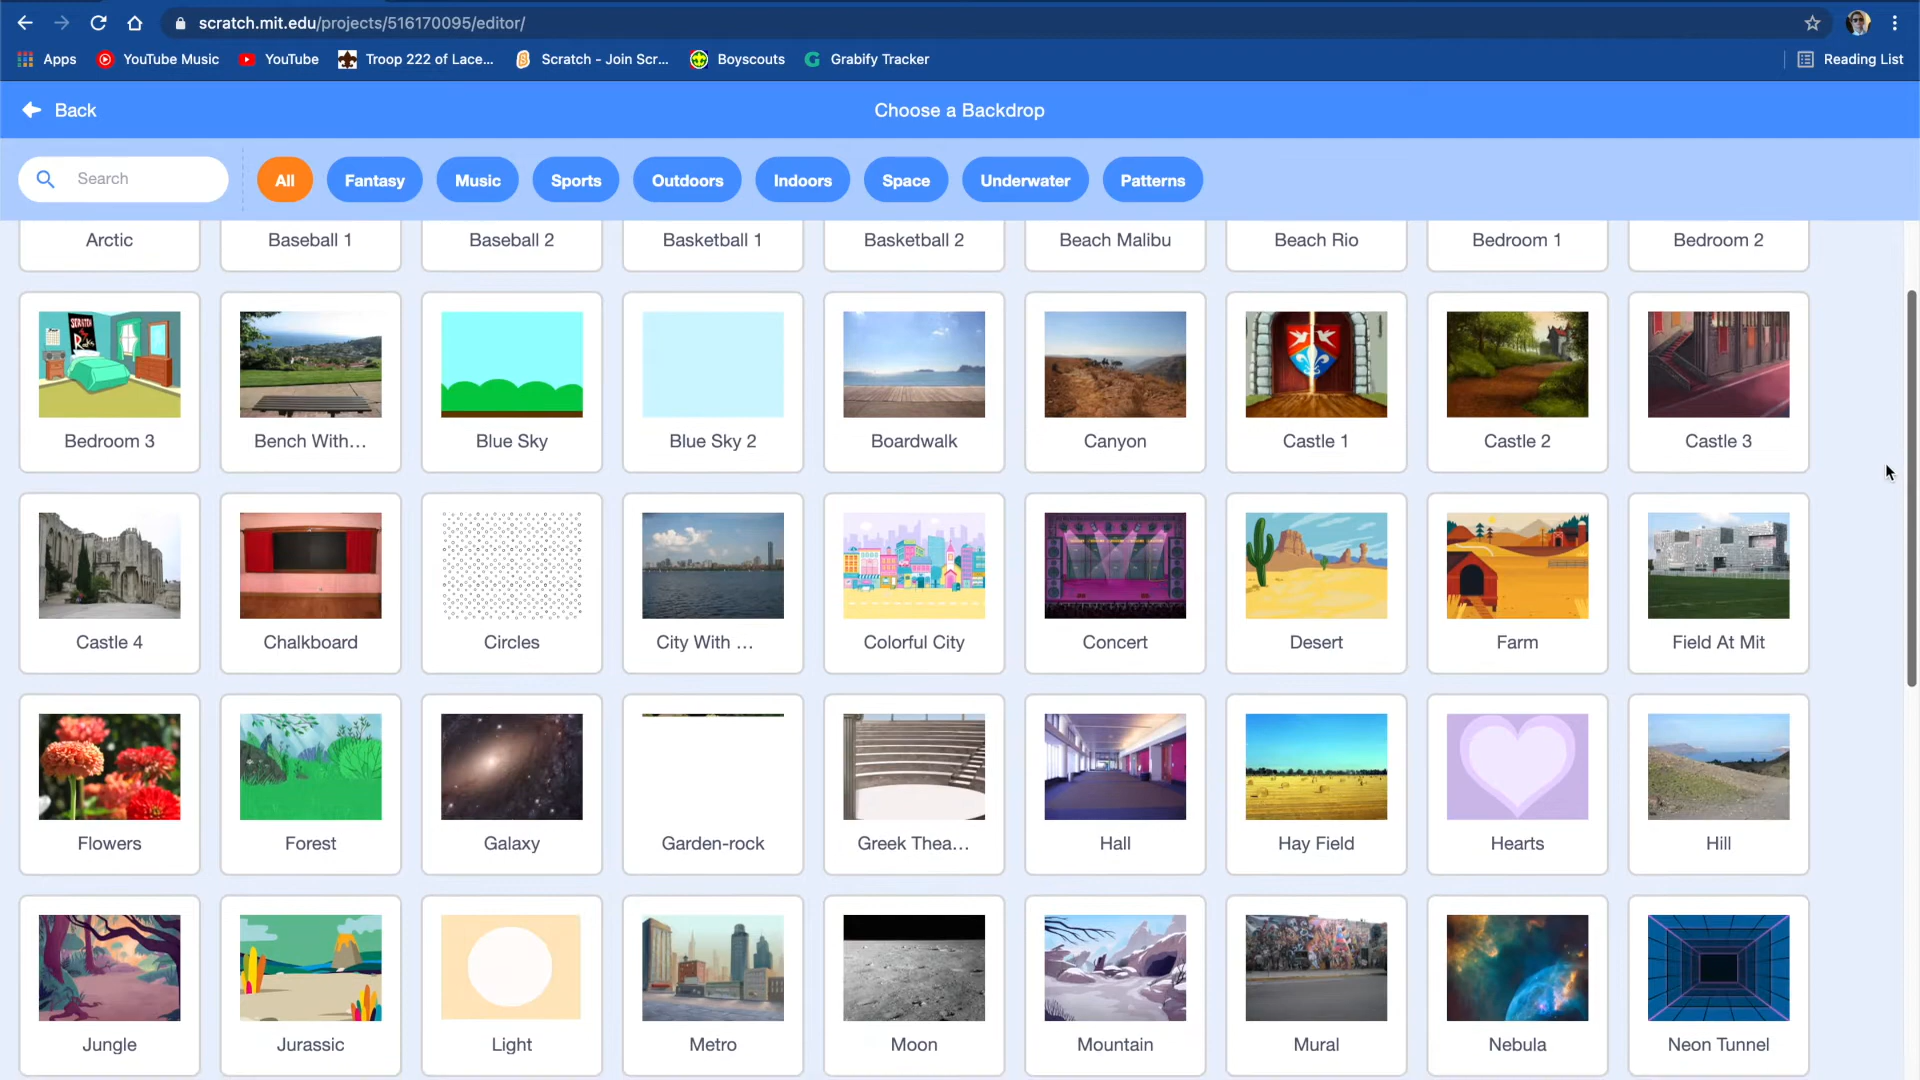 scratch.mit.edu/projects/516170095/editor/
Apps YouTube Music YouTube Troop 222 of Lace... Scratch - Join Scr... Boyscouts Grabify Tracker Reading List
Back Choose a Backdrop
Search All Fantasy Music Sports Outdoors Indoors Space Underwater Patterns
Arctic Baseball 1 Baseball 2 Basketball 1 Basketball 2 Beach Malibu Beach Rio Bedroom 1 Bedroom 2
SCRATCH
Bedroom 3 Bench With... Blue Sky Blue Sky 2 Boardwalk Canyon Castle 1 Castle 2 Castle 3
Castle 4 Chalkboard Circles City With ... Colorful City Concert Desert Farm Field At Mit
Flowers Forest Galaxy Garden-rock Greek Thea... Hall Hay Field Hearts Hill
Jungle Jurassic Light Metro Moon Mountain Mural Nebula Neon Tunnel